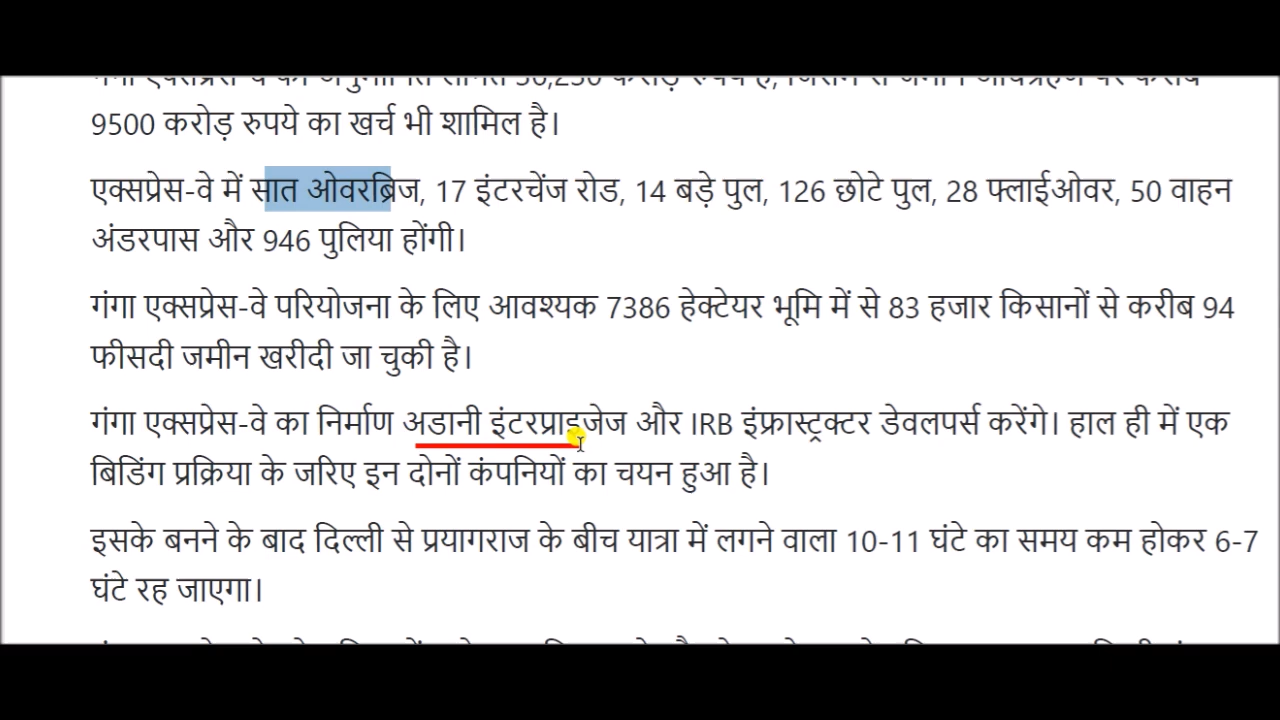 9500 करोड़ रुपये का खर्च भी शामिल है।
एक्सप्रेस-वे में सात ओवरब्रिज, 17 इंटरचेंज रोड, 14 बड़े पुल, 126 छोटे पुल, 28 फ्लाईओवर, 50 वाहन
अंडरपास और 946 पुलिया होंगी।
गंगा एक्सप्रेस-वे परियोजना के लिए आवश्यक 7386 हेक्टेयर भूमि में से 83 हजार किसानों से करीब 94
फीसदी जमीन खरीदी जा चुकी है।
गंगा एक्सप्रेस-वे का निर्माण अडानी इंटरप्राइजेज और IRB इंफ्रास्ट्रक्टर डेवलपर्स करेंगे। हाल ही में एक
बिडिंग प्रक्रिया के जरिए इन दोनों कंपनियों का चयन हुआ है।
इसके बनने के बाद दिल्ली से प्रयागराज के बीच यात्रा में लगने वाला 10-11 घंटे का समय कम होकर 6-7
घंटे रह जाएगा।